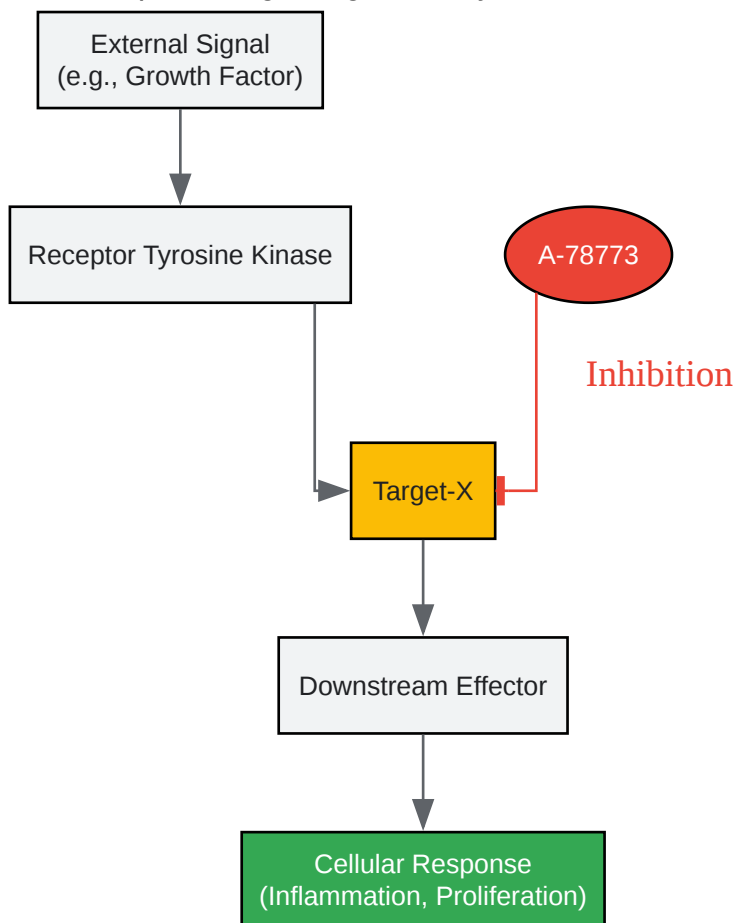 External Signal
(e.g., Growth Factor)
Receptor Tyrosine Kinase
A-78773
Inhibition
Target-X
Downstream Effector
Cellular Response
(Inflammation, Proliferation)